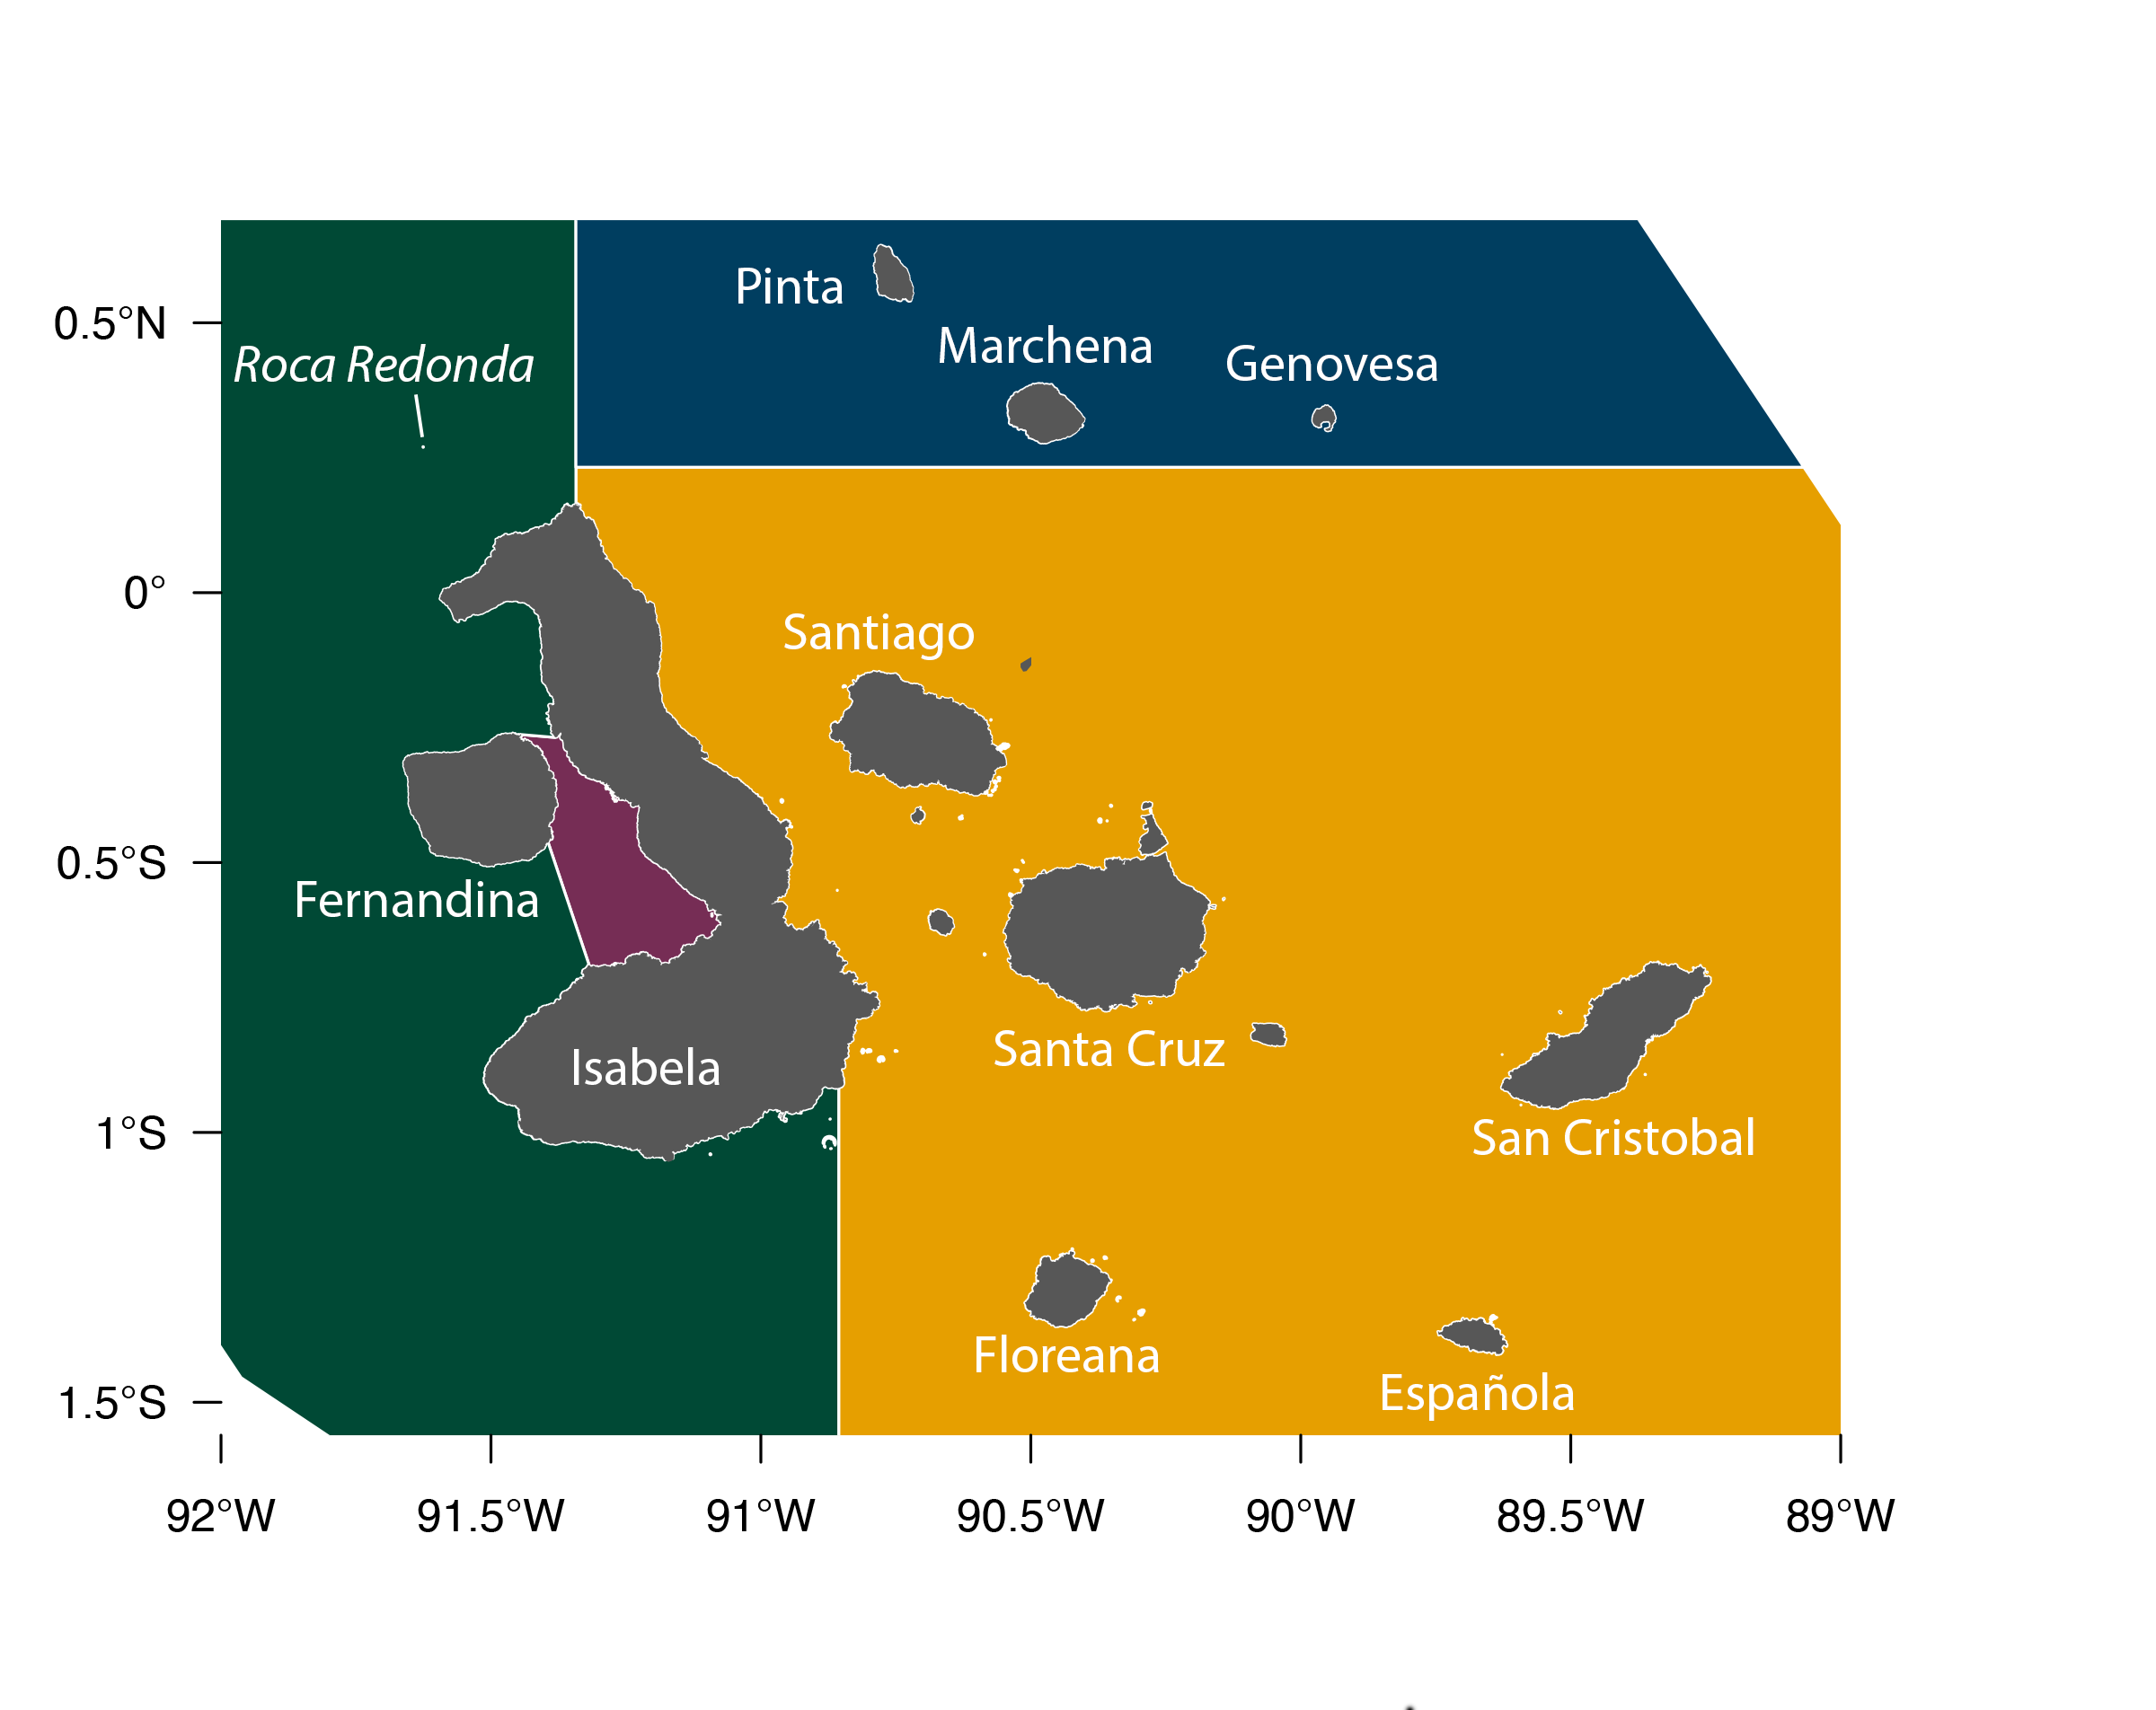 Pinta
0.5°N
Marchena
Roca Redonda
Genovesa
0°
Santiago
0.5°S
Fernandina
Santa Cruz
Isabela
1°S
San Cristobal
Floreana
Española
1.5°S
92°W
91.5°W
91°W
90.5°W
90°W
89.5°W
89°W